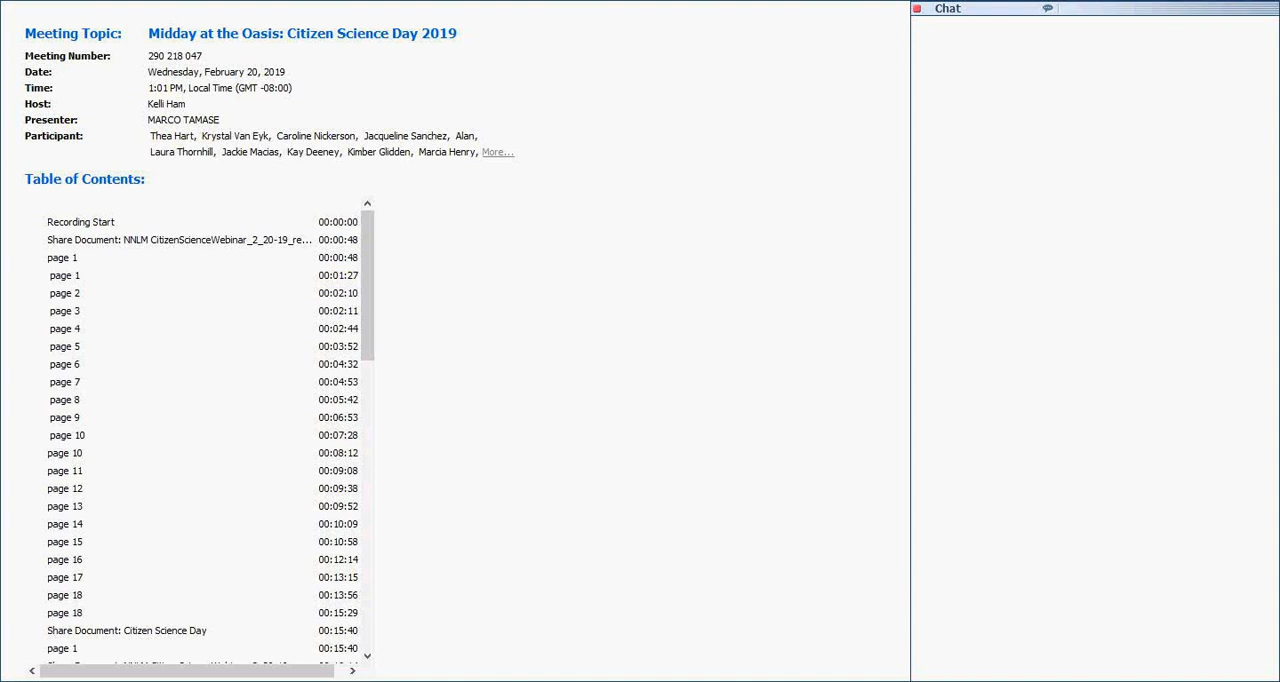 Chat
Meeting Topic: Midday at the Oasis: Citizen Science Day 2019
Meeting Number: 290 218 047
Date: Wednesday, February 20, 2019
Time: 1:01 PM, Local Time (GMT -08:00)
Host: Kelli Ham
Presenter: MARCO TAMASE
Participant: Thea Hart, Krystal Van Eyk, Caroline Nickerson, Jacqueline Sanchez, Alan,
Laura Thornhill, Jackie Macias, Kay Deeney, Kimber Glidden, Marcia Henry, More...
Table of Contents:
Recording Start 00:00:00
Share Document: NNLM CitizenScienceWebinar_2_20-19_re... 00:00:48
page 1 00:00:48
page 1 00:01:27
page 2 00:02:10
page 3 00:02:11
page 4 00:02:44
page 5 00:03:52
page 6 00:04:32
page 7 00:04:53
page 8 00:05:42
page 9 00:06:53
page 10 00:07:28
page 10 00:08:12
page 11 00:09:08
page 12 00:09:38
page 13 00:09:52
page 14 00:10:09
page 15 00:10:58
page 16 00:12:14
page 17 00:13:15
page 18 00:13:56
page 18 00:15:29
Share Document: Citizen Science Day 00:15:40
page 1 00:15:40